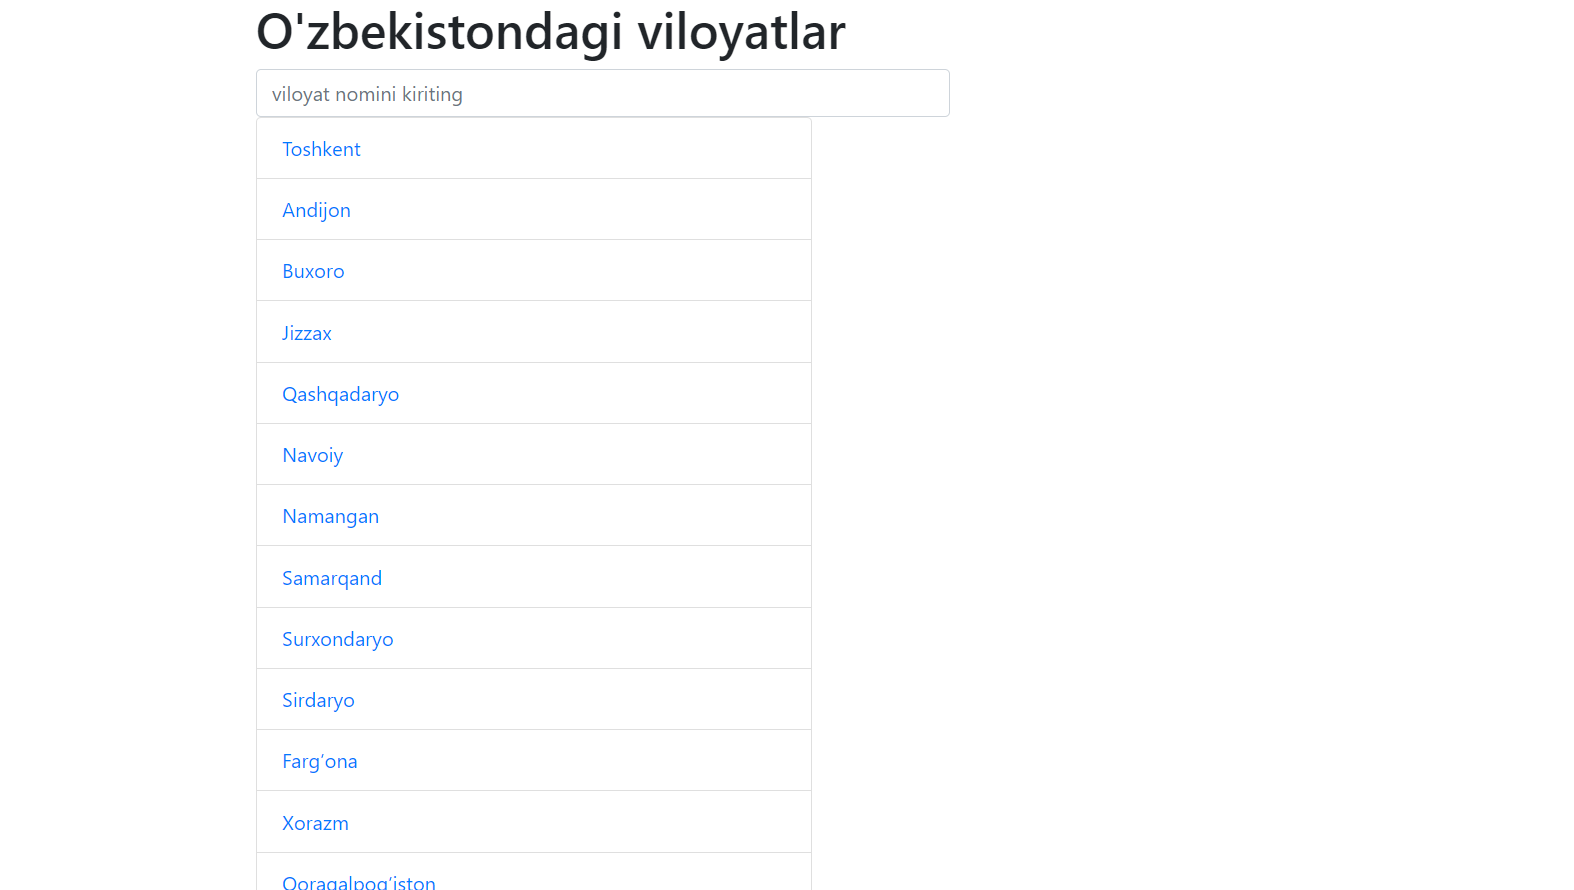 O'zbekistondagi viloyatlar
viloyat nomini kiriting
Toshkent
Andijon
Buxoro
Jizzax
Qashqadaryo
Navoiy
Namangan
Samarqand
Surxondaryo
Sirdaryo
Farg‘ona
Xorazm
Qoraqalpog‘iston